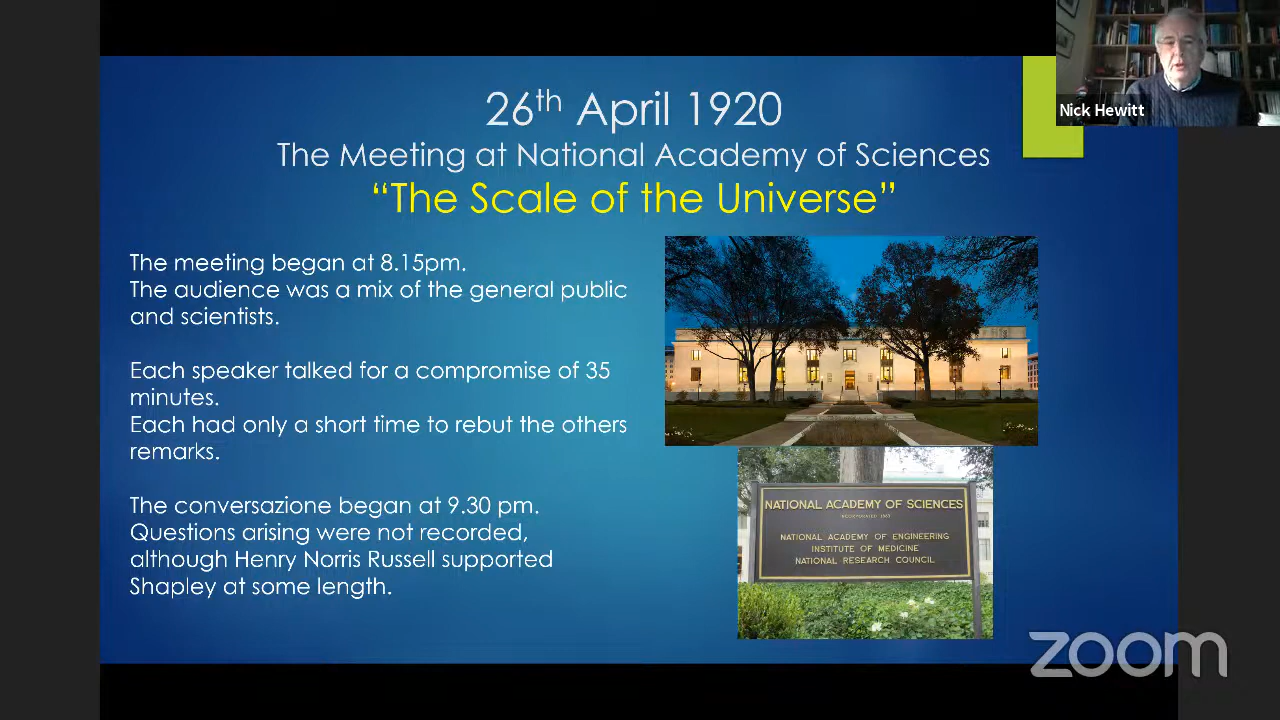 26th April 1920
The Meeting at National Academy of Sciences
“The Scale of the Universe”
Nick Hewitt
The meeting began at 8.15pm.
The audience was a mix of the general public
and scientists.
Each speaker talked for a compromise of 35
minutes.
Each had only a short time to rebut the others
remarks.
The conversazione began at 9.30 pm.
Questions arising were not recorded,
although Henry Norris Russell supported
Shapley at some length.
NATIONAL ACADEMY OF SCIENCES
NATIONAL ACADEMY OF ENGINEERING
INSTITUTE OF MEDICINE
NATIONAL RESEARCH COUNCIL
zoom